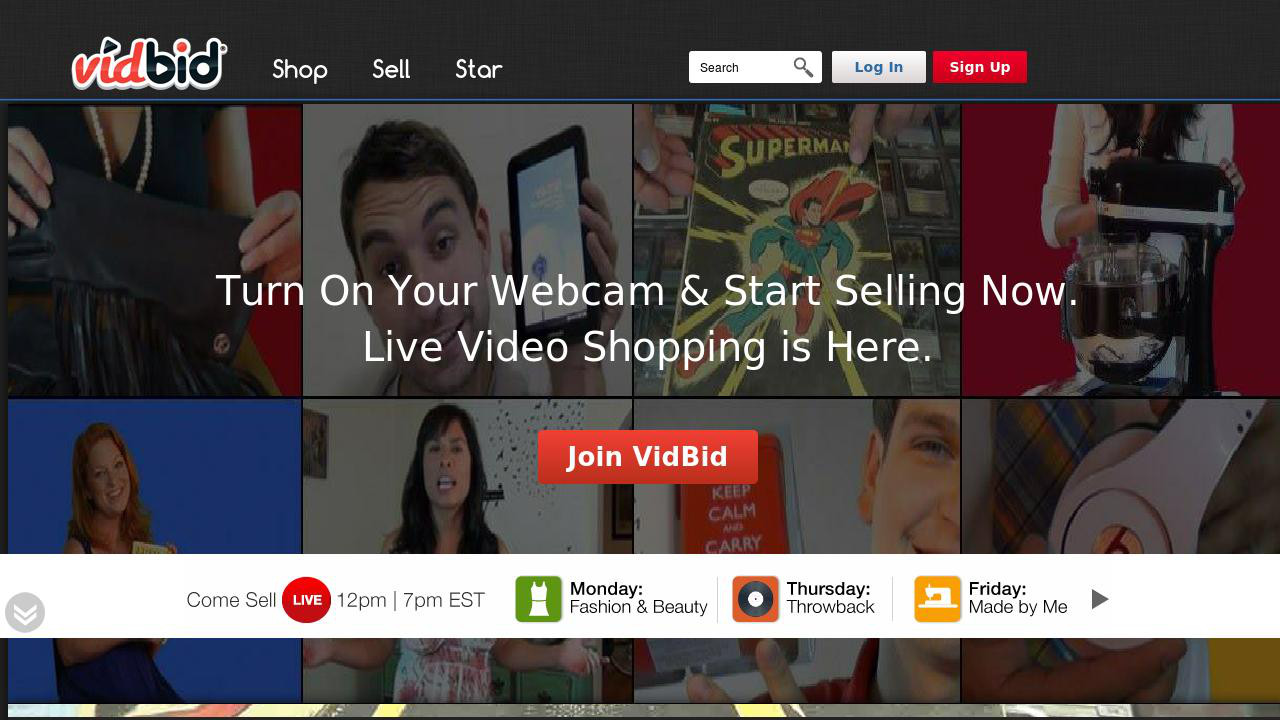 vidbid
Shop Sell Star
Search
Log In
Sign Up
SUPERMAN
Turn On Your Webcam & Start Selling Now.
Live Video Shopping is Here.
Join VidBid
KEEP
CALM
AND
CARRY
Come Sell LIVE 12pm | 7pm EST
Monday:
Fashion & Beauty
Thursday:
Throwback
Friday:
Made by Me